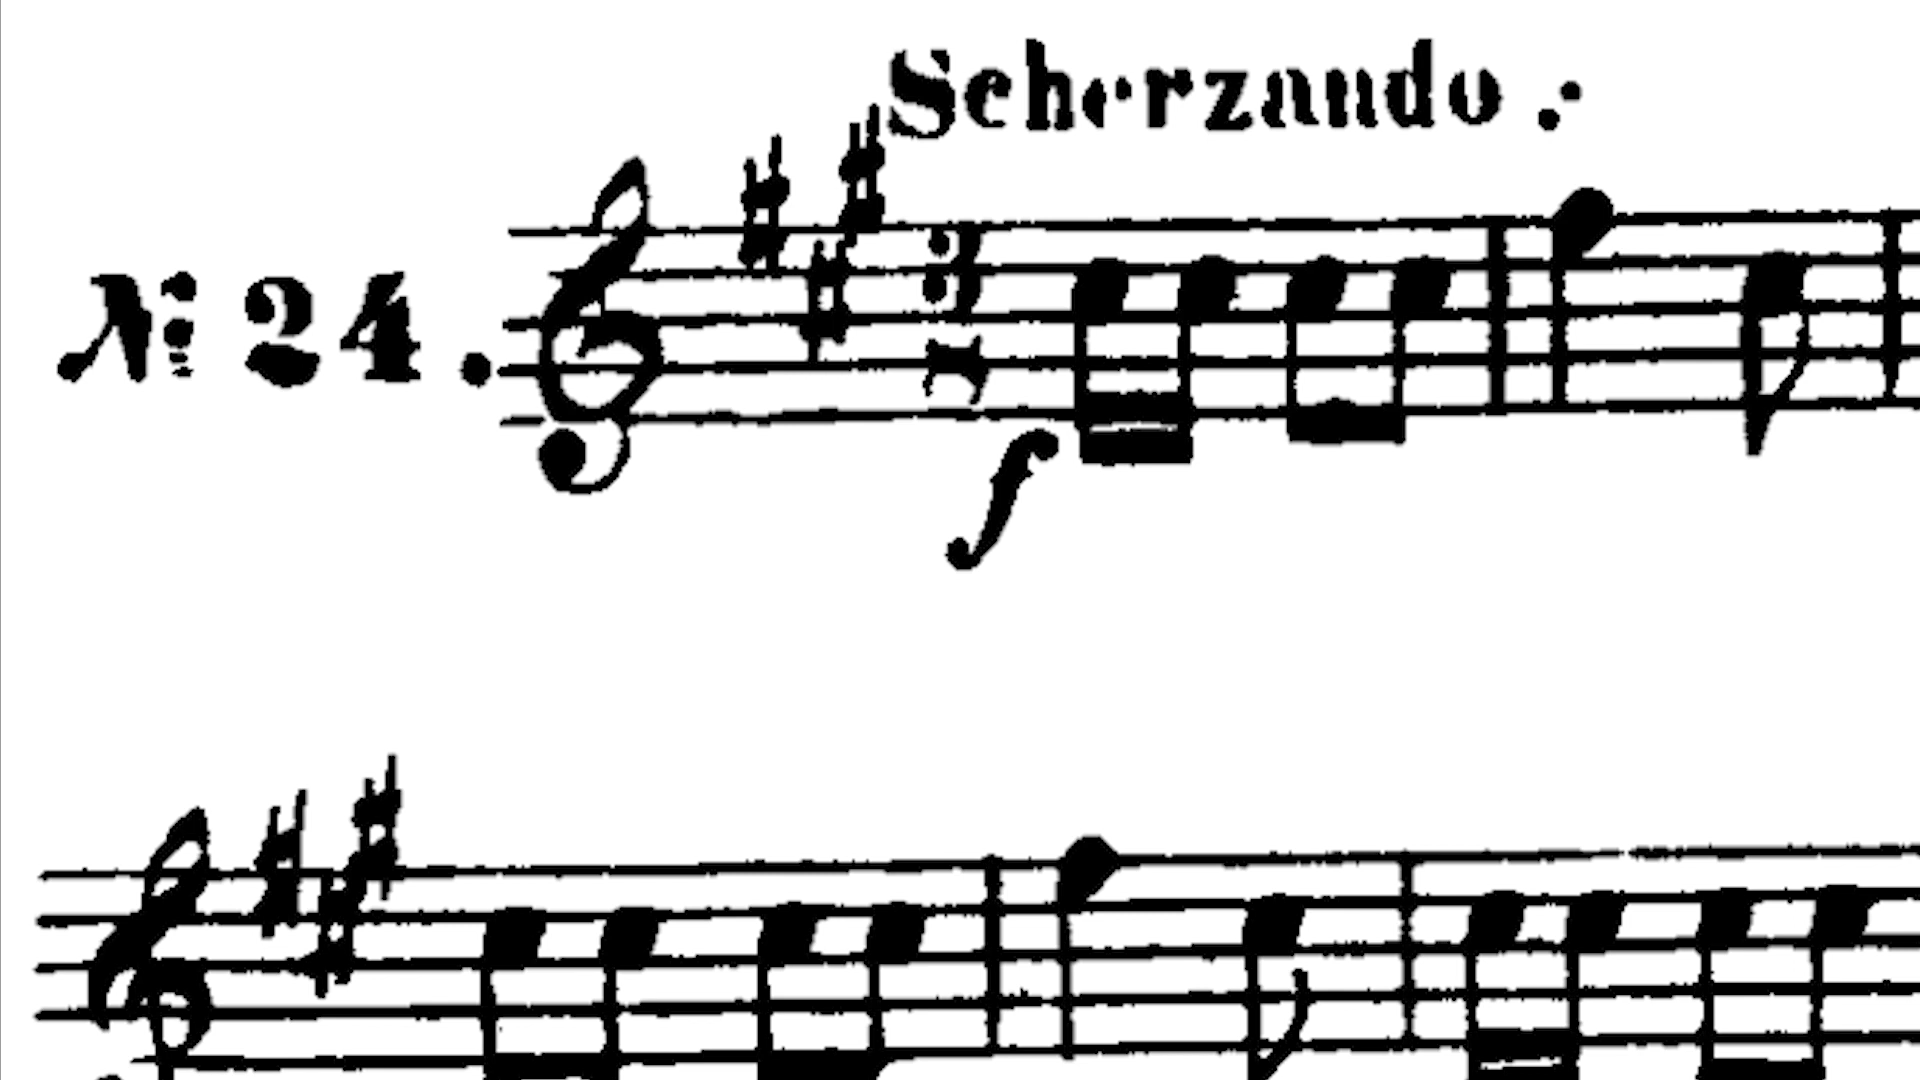 Scherzando.
№ 24.
f